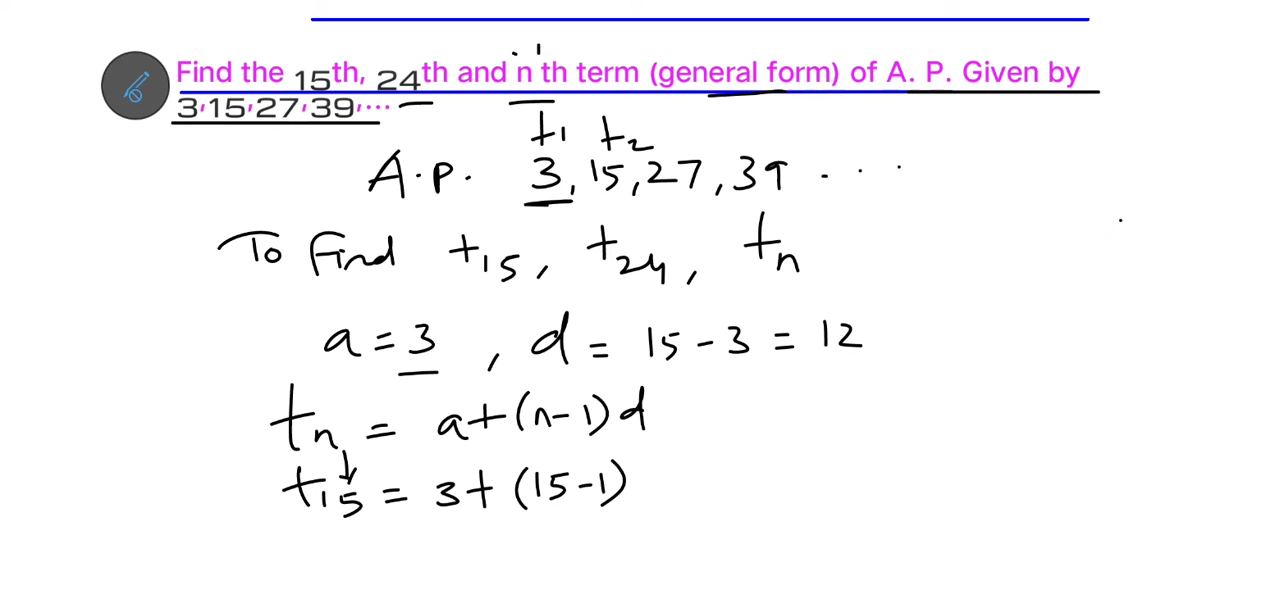 Find the 15th, 24th and n'th term (general form) of A. P. Given by
3,15,27,39,....
t1 t2
A.P. 3, 15, 27, 39 . . .
To Find t15, t24, tn
a = 3 , d = 15 - 3 = 12
tn = a+(n-1)d
t15 = 3+(15-1)